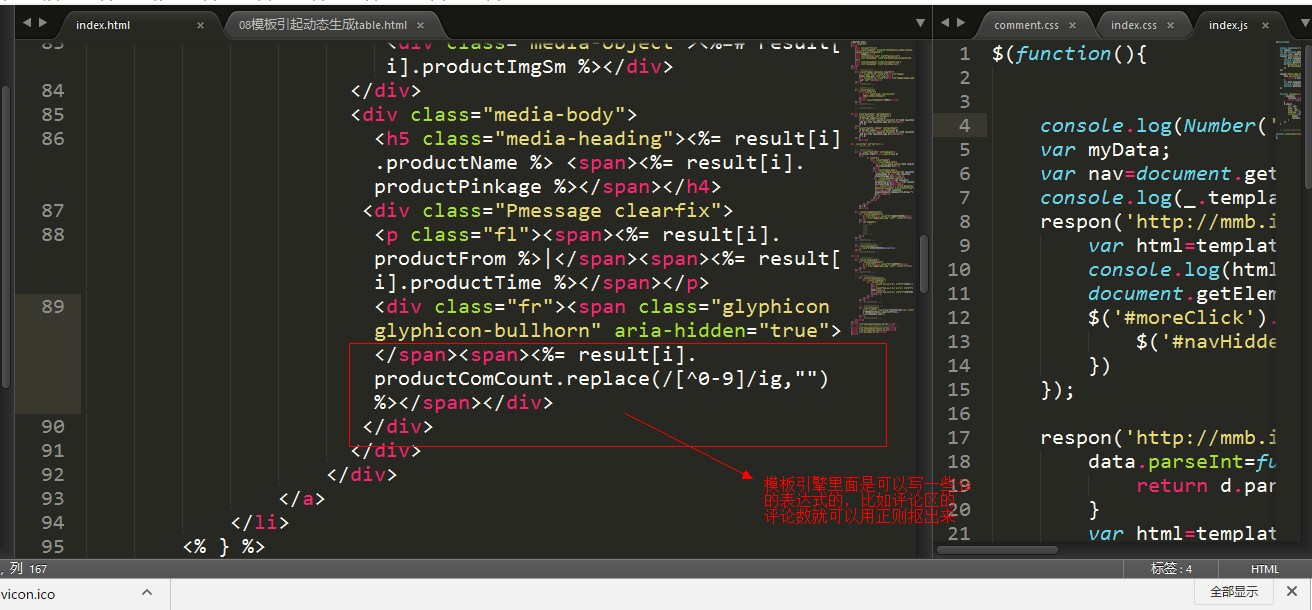 index.html
08模板引起动态生成table.html
comment.css
index.css
index.js
83 <div class="media-object"><%=# result[
i].productImgSm %></div>
84 </div>
85 <div class="media-body">
86 <h5 class="media-heading"><%= result[i]
.productName %> <span><%= result[i].
productPinkage %></span></h4>
87 <div class="Pmessage clearfix">
88 <p class="fl"><span><%= result[i].
productFrom %>|</span><span><%= result[
i].productTime %></span></p>
89 <div class="fr"><span class="glyphicon
glyphicon-bullhorn" aria-hidden="true">
</span><span><%= result[i].
productComCount.replace(/[^0-9]/ig,"")
%></span></div>
90 </div>
91 </div>
92 </div>
93 </a>
94 </li>
95 <% } %>
模板引擎里面是可以写一些
的表达式的，比如评论区的
评论数就可以用正则抠出来
1 $(function(){
2
3
4 console.log(Number('
5 var myData;
6 var nav=document.get
7 console.log(_.templa
8 respon('http://mmb.i
9 var html=templat
10 console.log(html
11 document.getElem
12 $('#moreClick').
13 $('#navHidde
14 })
15 });
16
17 respon('http://mmb.i
18 data.parseInt=fu
19 return d.par
20 }
21 var html=templat
, 列 167
标签: 4
HTML
vicon.ico
全部显示